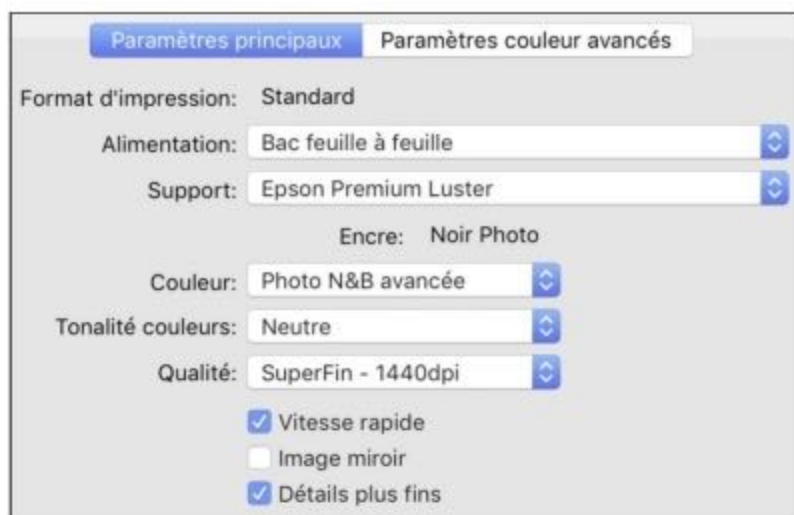 Paramètres principaux Paramètres couleur avancés
Format d'impression: Standard
Alimentation: Bac feuille à feuille
Support: Epson Premium Luster
Encre: Noir Photo
Couleur: Photo N&B avancée
Tonalité couleurs: Neutre
Qualité: SuperFin - 1440dpi
Vitesse rapide
Image miroir
Détails plus fins